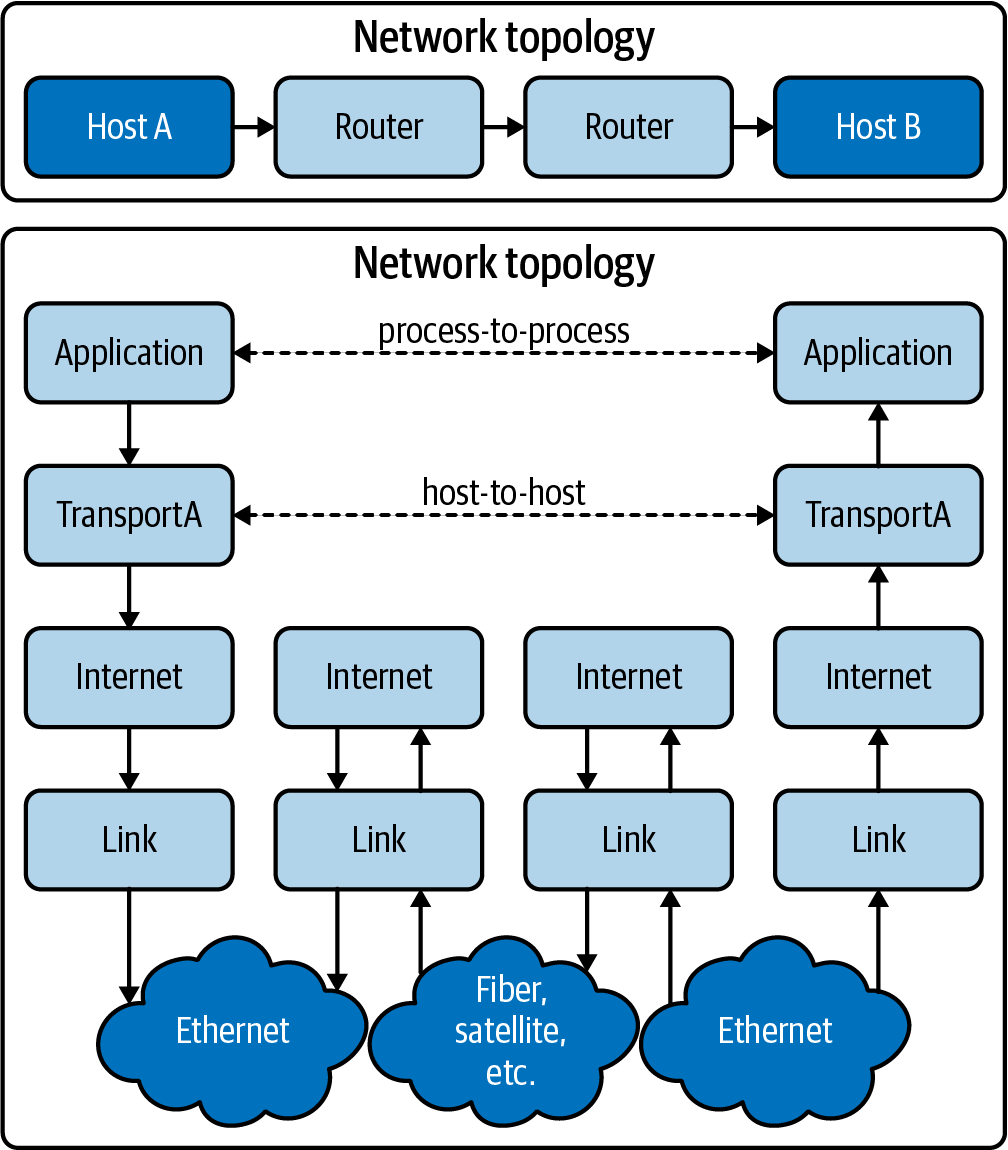 Network topology
Host A
Router
Router
Host B
Network topology
Application
process-to-process
Application
TransportA
host-to-host
TransportA
Internet
Internet
Internet
Internet
Link
Link
Link
Link
Ethernet
Fiber,
satellite,
etc.
Ethernet